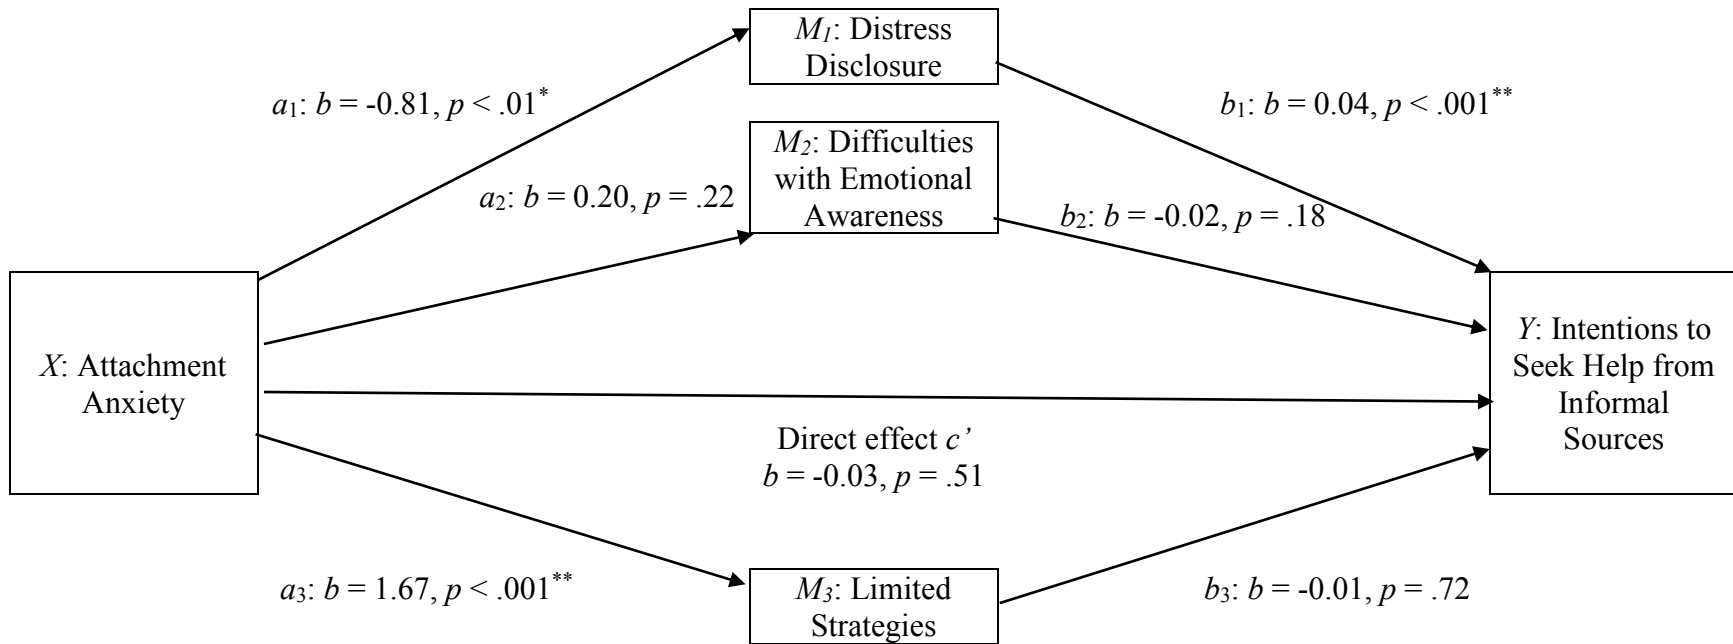 M1: Distress
Disclosure
a1: b = -0.81, p < .01*
b1: b = 0.04, p < .001**
M2: Difficulties
with Emotional
Awareness
a2: b = 0.20, p = .22
b2: b = -0.02, p = .18
X: Attachment
Anxiety
Y: Intentions to
Seek Help from
Informal
Sources
Direct effect c’
b = -0.03, p = .51
a3: b = 1.67, p < .001**
M3: Limited
Strategies
b3: b = -0.01, p = .72